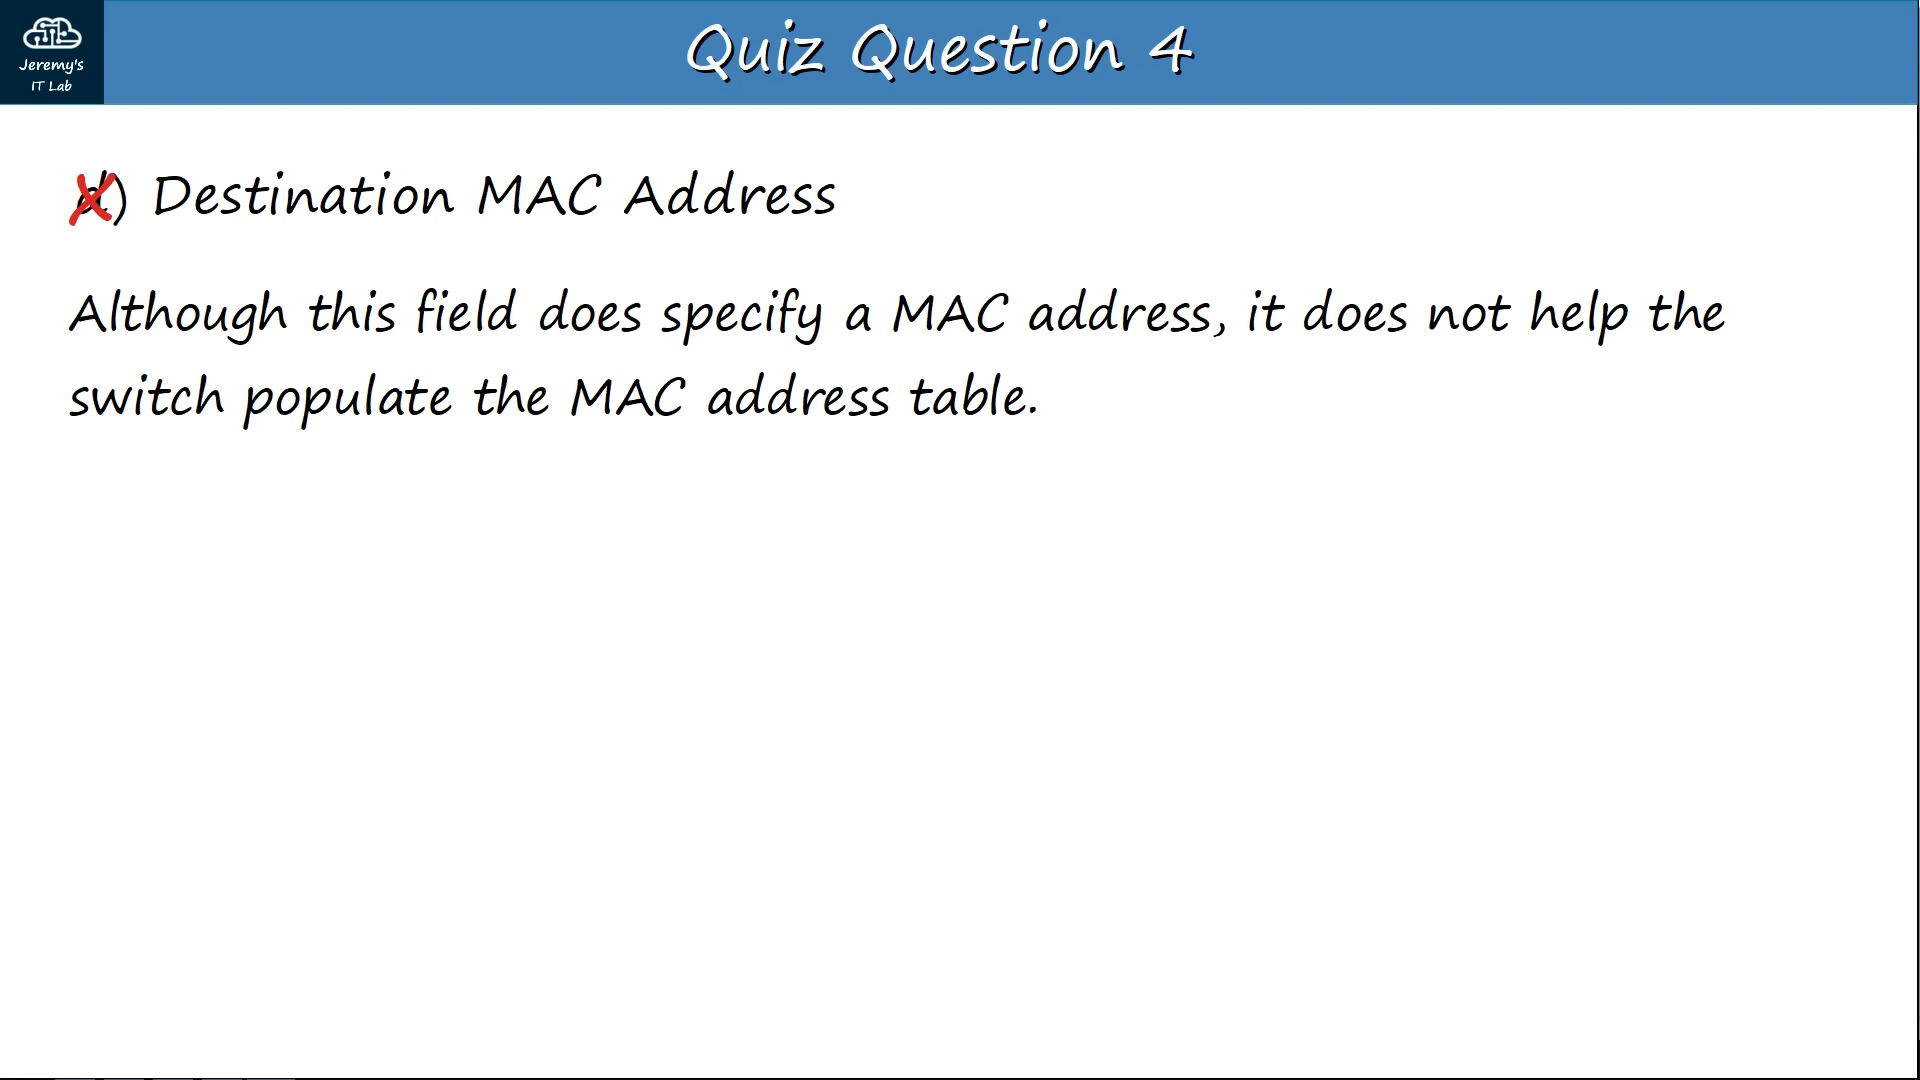 Jeremy's
IT Lab
Quiz Question 4
d) Destination MAC Address
Although this field does specify a MAC address, it does not help the
switch populate the MAC address table.